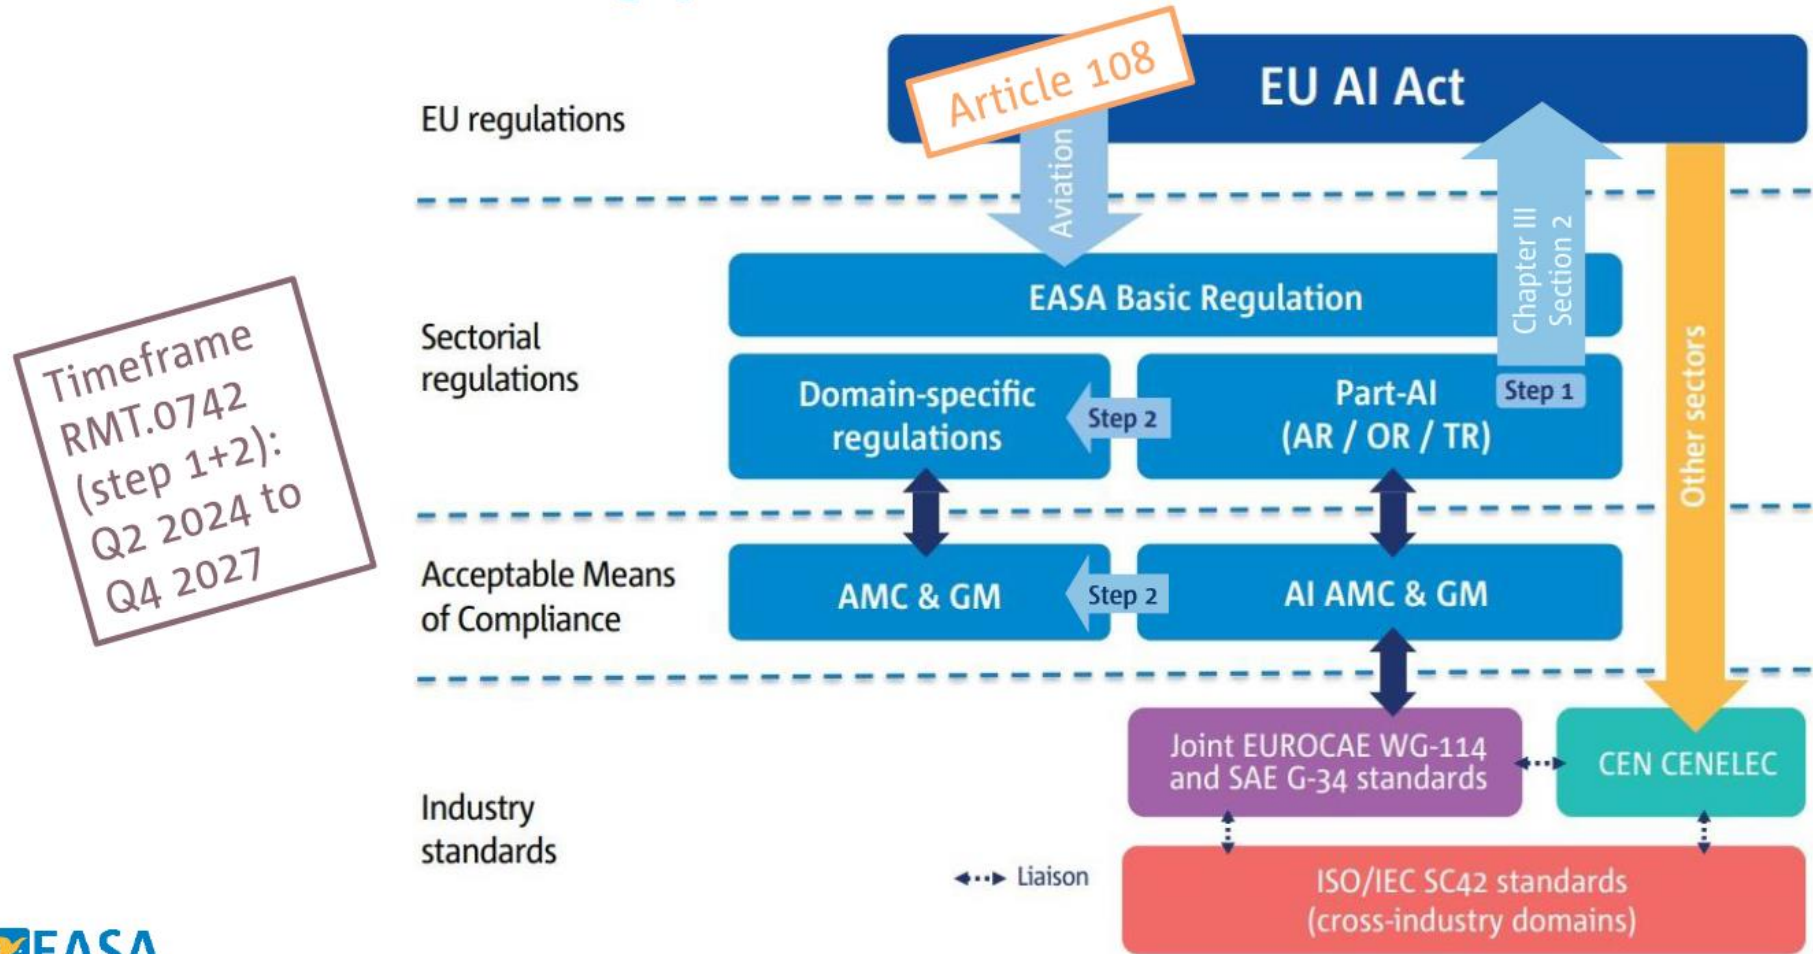 Article 108
EU AI Act
EU regulations
Aviation
Chapter III
Section 2
EASA Basic Regulation
Sectorial
regulations
Timeframe
RMT.0742
(step 1+2):
Q2 2024 to
Q4 2027
Domain-specific
regulations
Step 2
Part-AI
(AR / OR / TR)
Step 1
Other sectors
Acceptable Means
of Compliance
AMC & GM
Step 2
AI AMC & GM
Joint EUROCAE WG-114
and SAE G-34 standards
CEN CENELEC
Industry
standards
Liaison
ISO/IEC SC42 standards
(cross-industry domains)
EASA